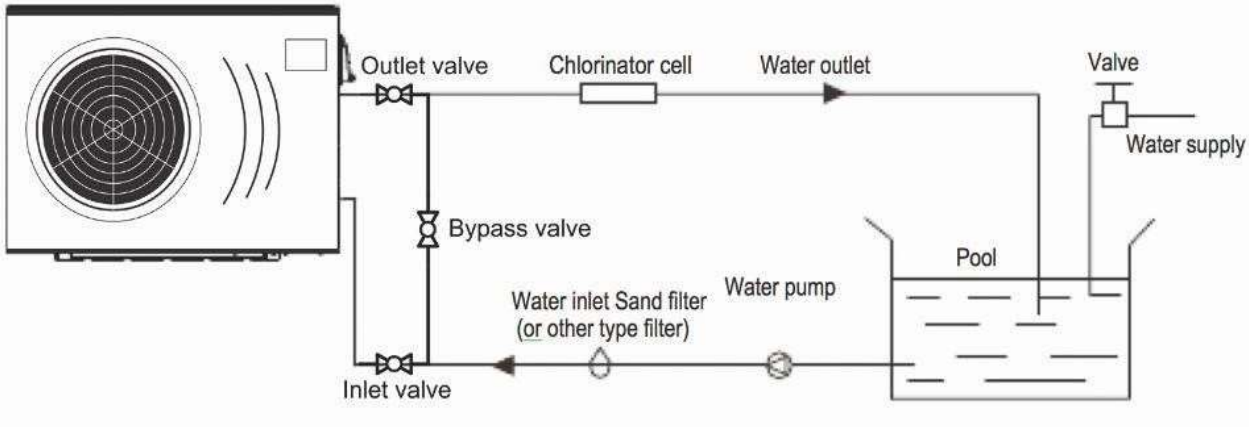 Outlet valve
Chlorinator cell
Water outlet
Valve
Water supply
Bypass valve
Pool
Water inlet Sand filter
(or other type filter)
Water pump
Inlet valve